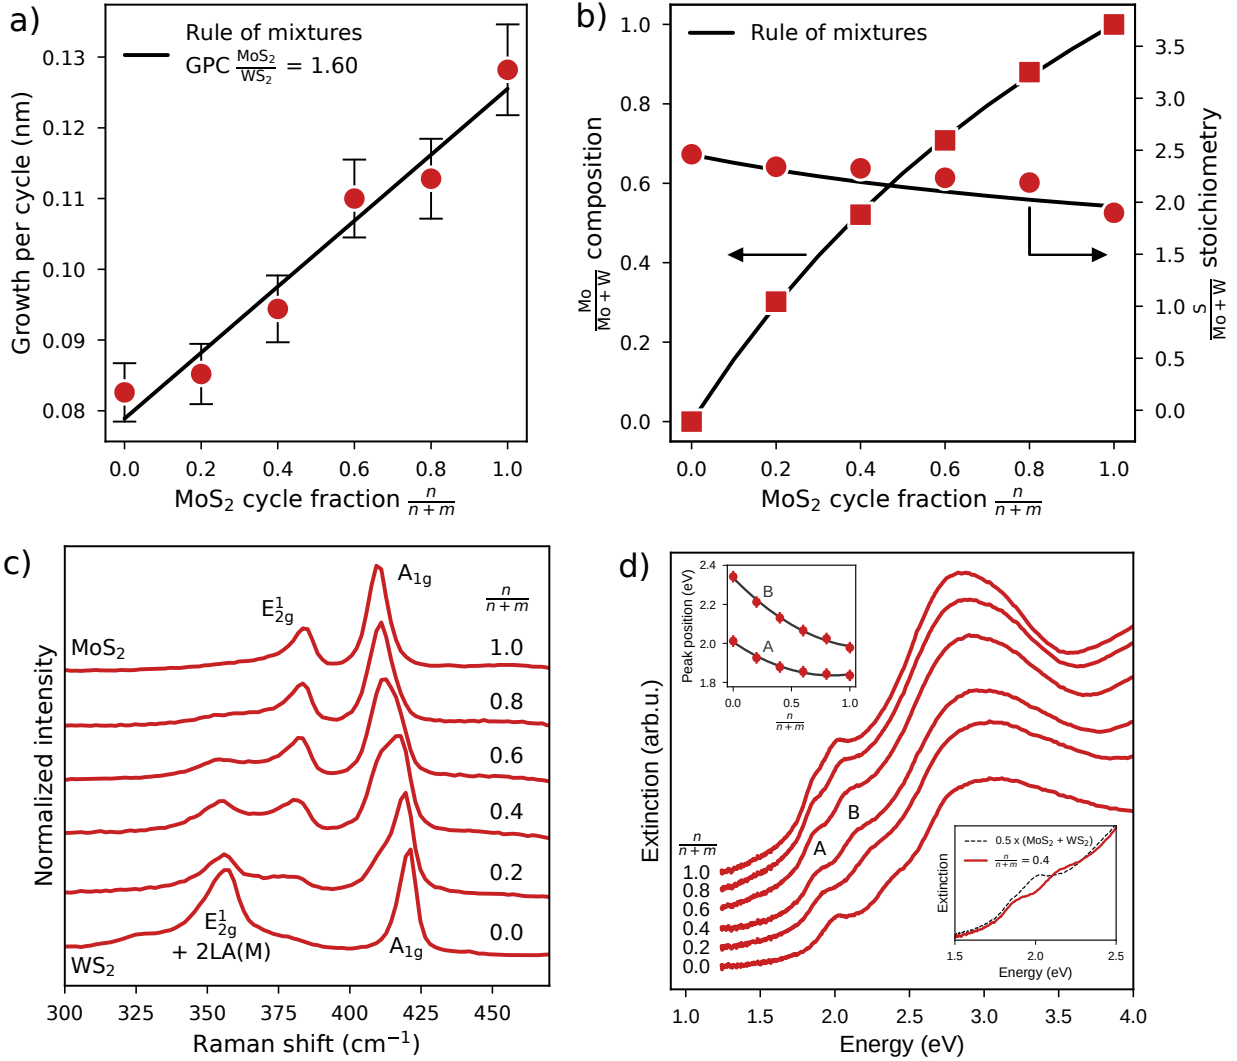 a)
Rule of mixtures
GPC MoS₂/WS₂ = 1.60
Growth per cycle (nm)
0.13
0.12
0.11
0.10
0.09
0.08
0.0 0.2 0.4 0.6 0.8 1.0
MoS₂ cycle fraction n/(n + m)
b)
Rule of mixtures
Mo/(Mo + W) composition
1.0
0.8
0.6
0.4
0.2
0.0
3.5
3.0
2.5
2.0
1.5
1.0
0.5
0.0
S/(Mo + W) stoichiometry
0.0 0.2 0.4 0.6 0.8 1.0
MoS₂ cycle fraction n/(n + m)
c)
Normalized intensity
E¹₂g
A₁g
n/(n + m)
MoS₂
1.0
0.8
0.6
0.4
0.2
0.0
E¹₂g
+ 2LA(M)
A₁g
WS₂
300 350 400 450
Raman shift (cm⁻¹)
d)
Extinction (arb.u.)
Peak position (eV)
2.4
2.2
2.0
1.8
B
A
0.0 0.5 1.0
n/(n + m)
B
A
n/(n + m)
1.0
0.8
0.6
0.4
0.2
0.0
0.5 x (MoS₂ + WS₂)
n/(n + m) = 0.4
Extinction
1.5 2.0 2.5
Energy (eV)
1.0 1.5 2.0 2.5 3.0 3.5 4.0
Energy (eV)